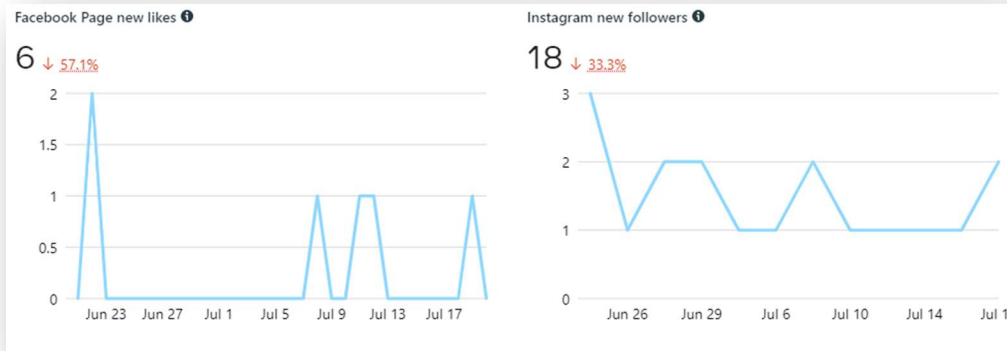 Facebook Page new likes
6 ↓ 57.1%
2
1.5
1
0.5
0
Jun 23 Jun 27 Jul 1 Jul 5 Jul 9 Jul 13 Jul 17
Instagram new followers
18 ↓ 33.3%
3
2
1
0
Jun 26 Jun 29 Jul 6 Jul 10 Jul 14 Jul 1